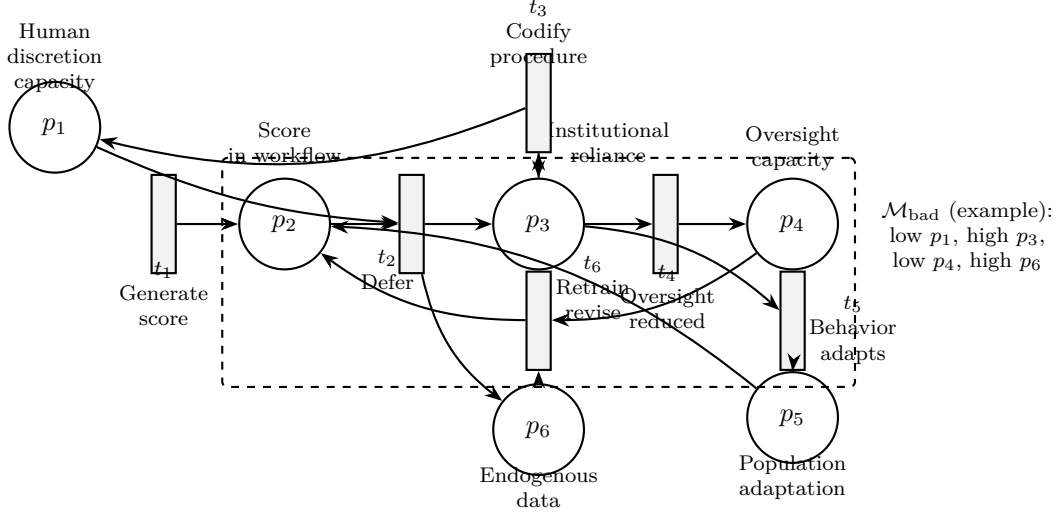 Human
discretion
capacity
p1
t3
Codify
procedure
Score
in workflow
Institutional
reliance
Oversight
capacity
p2
p3
p4
ℳbad (example):
low p1, high p3,
low p4, high p6
t1
Generate
score
t2
Defer
t6
Retrain
revise
t4
Oversight
reduced
t5
Behavior
adapts
p6
p5
Endogenous
data
Population
adaptation